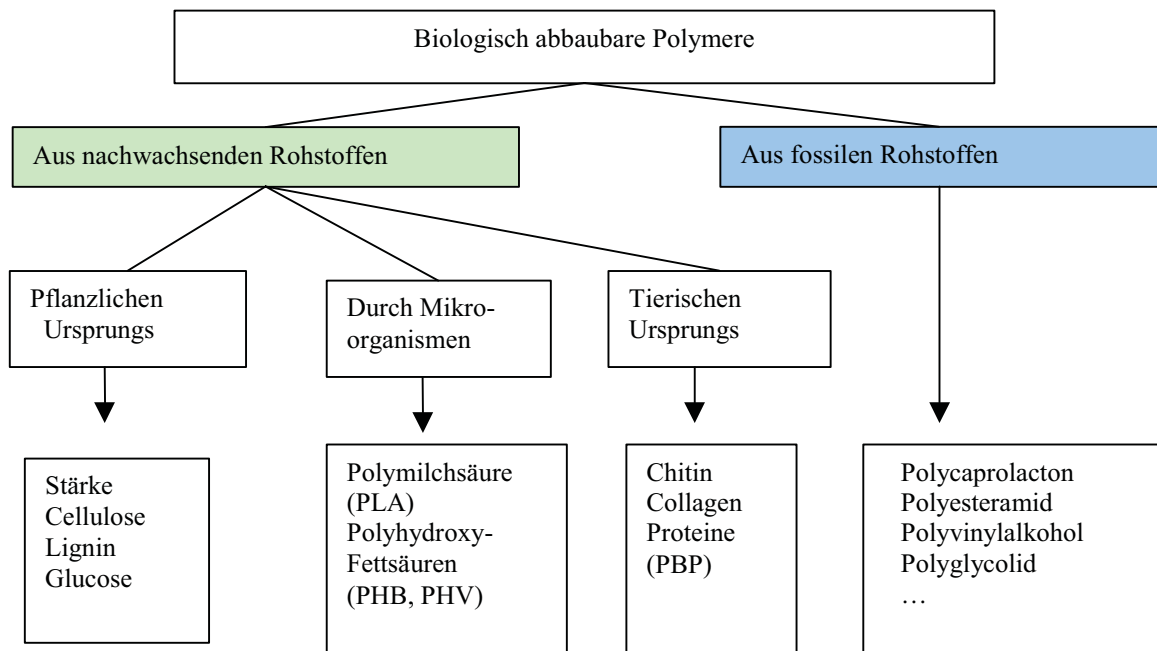 Biologisch abbaubare Polymere
Aus nachwachsenden Rohstoffen
Aus fossilen Rohstoffen
Pflanzlichen
Ursprungs
Durch Mikro-
organismen
Tierischen
Ursprungs
Stärke
Cellulose
Lignin
Glucose
Polymilchsäure
(PLA)
Polyhydroxy-
Fettsäuren
(PHB, PHV)
Chitin
Collagen
Proteine
(PBP)
Polycaprolacton
Polyesteramid
Polyvinylalkohol
Polyglycolid
…